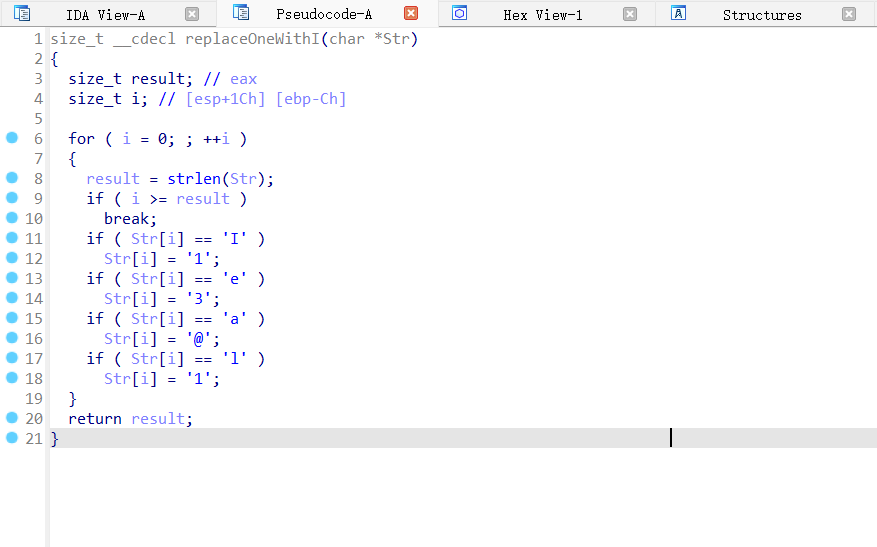 IDA View-A Pseudocode-A Hex View-1 Structures
1 size_t __cdecl replaceOneWithI(char *Str)
2 {
3   size_t result; // eax
4   size_t i; // [esp+1Ch] [ebp-Ch]
5
6   for ( i = 0; ; ++i )
7   {
8     result = strlen(Str);
9     if ( i >= result )
10       break;
11     if ( Str[i] == 'I' )
12       Str[i] = '1';
13     if ( Str[i] == 'e' )
14       Str[i] = '3';
15     if ( Str[i] == 'a' )
16       Str[i] = '@';
17     if ( Str[i] == 'l' )
18       Str[i] = '1';
19   }
20   return result;
21 }